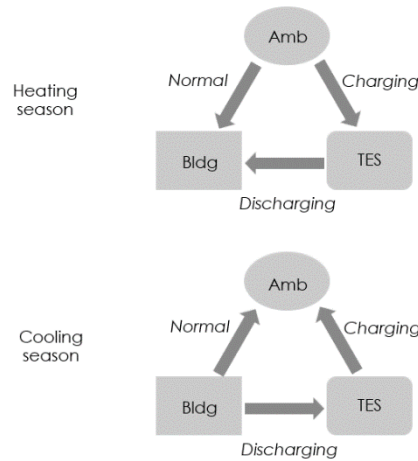 Amb
Normal
Charging
Heating
season
Bldg
TES
Discharging
Amb
Normal
Charging
Cooling
season
Bldg
TES
Discharging